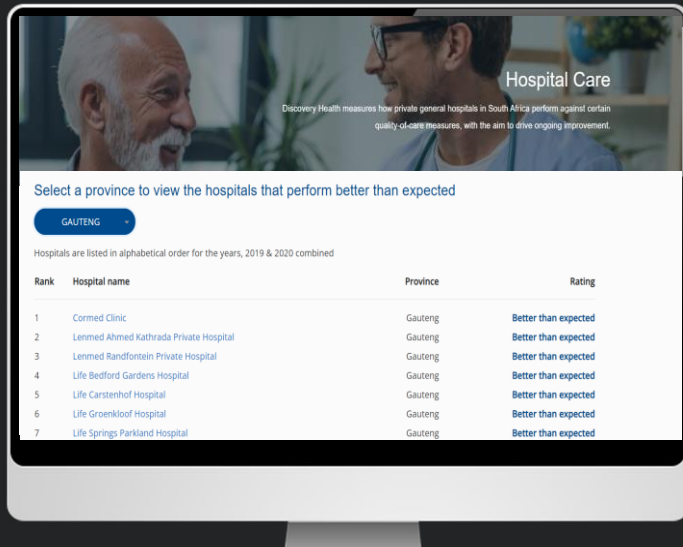 Hospital Care
Discovery Health measures how private general hospitals in South Africa perform against certain
quality-of-care measures, with the aim to drive ongoing improvement.
Select a province to view the hospitals that perform better than expected
GAUTENG
Hospitals are listed in alphabetical order for the years, 2019 & 2020 combined
Rank Hospital name Province Rating
1 Cormed Clinic Gauteng Better than expected
2 Lenmed Ahmed Kathrada Private Hospital Gauteng Better than expected
3 Lenmed Randfontein Private Hospital Gauteng Better than expected
4 Life Bedford Gardens Hospital Gauteng Better than expected
5 Life Carstenhof Hospital Gauteng Better than expected
6 Life Groenkloof Hospital Gauteng Better than expected
7 Life Springs Parkland Hospital Gauteng Better than expected